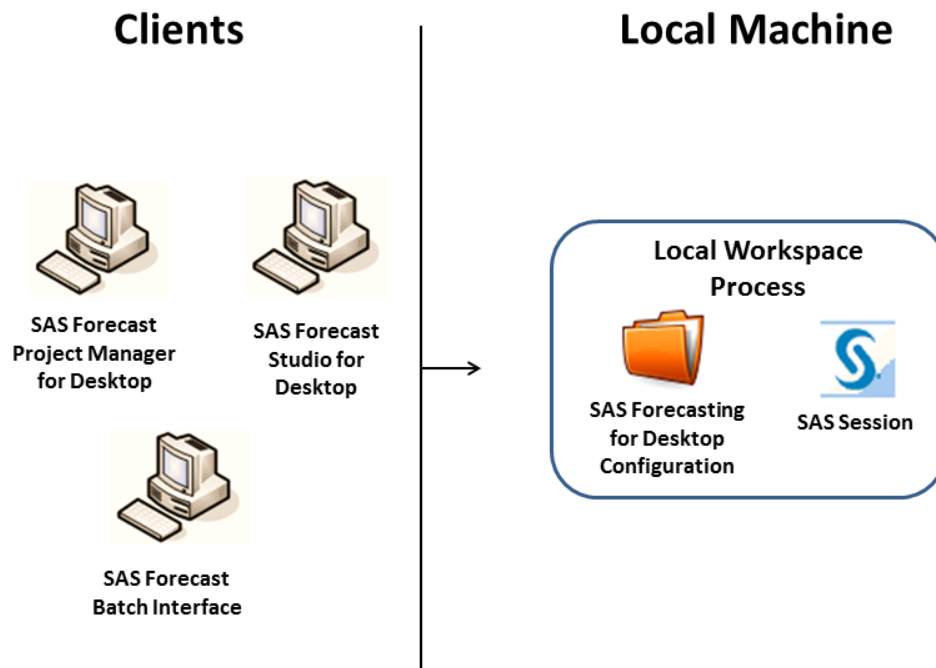 Clients
Local Machine
SAS Forecast
Project Manager
for Desktop
SAS Forecast
Studio for
Desktop
SAS Forecast
Batch Interface
Local Workspace
Process
SAS Forecasting
for Desktop
Configuration
SAS Session